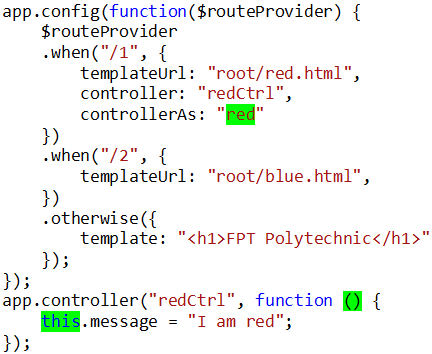 app.config(function($routeProvider) {
    $routeProvider
    .when("/1", {
        templateUrl: "root/red.html",
        controller: "redCtrl",
        controllerAs: "red"
    })
    .when("/2", {
        templateUrl: "root/blue.html",
    })
    .otherwise({
        template: "<h1>FPT Polytechnic</h1>"
    });
});
app.controller("redCtrl", function () {
    this.message = "I am red";
});